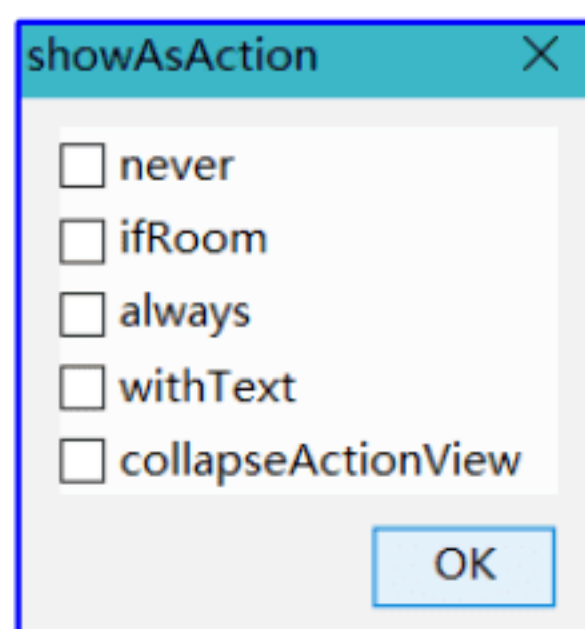 showAsAction
never
ifRoom
always
withText
collapseActionView
OK